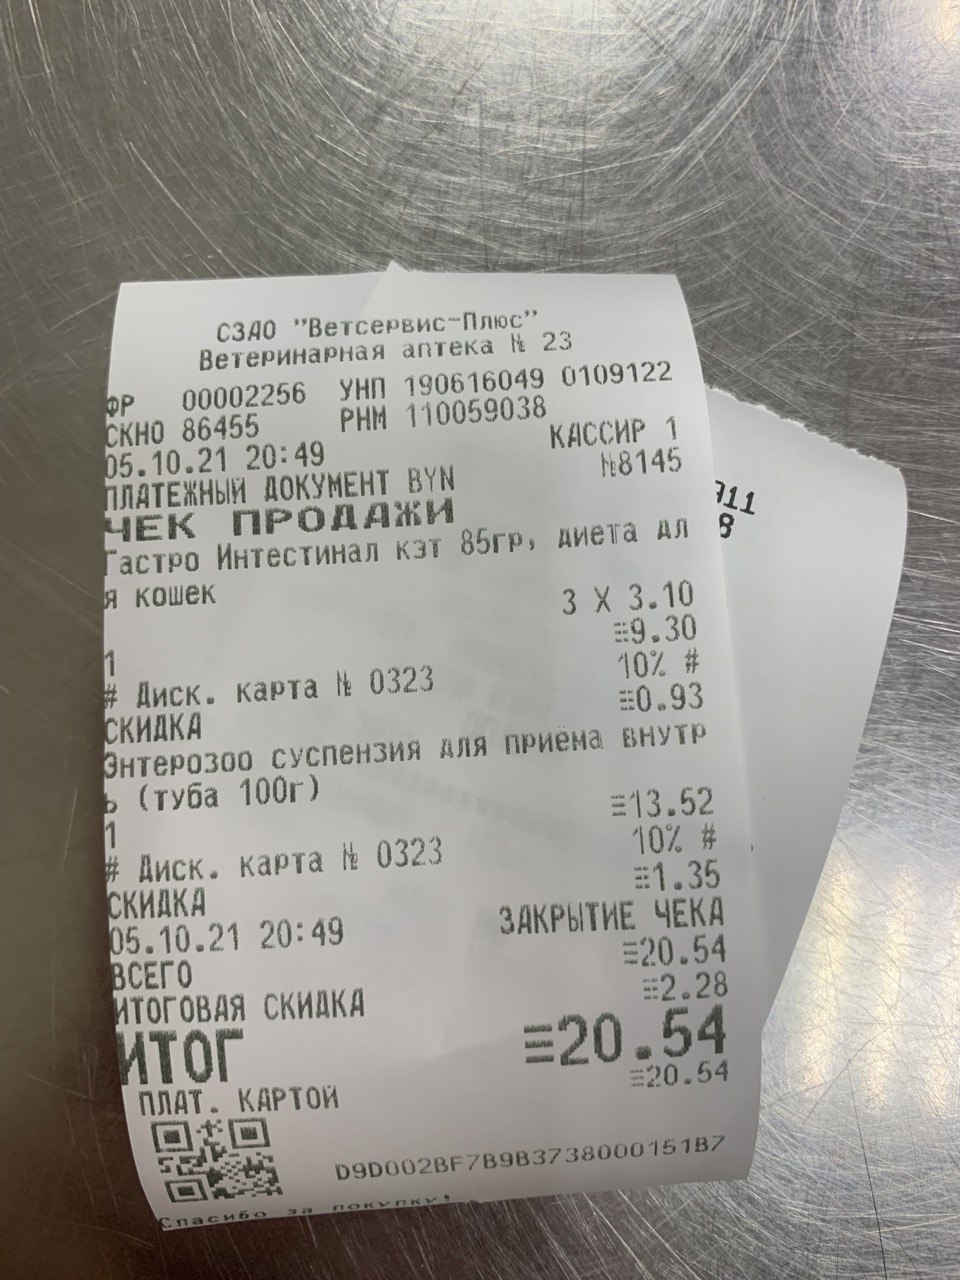 СЗАО "Ветсервис-Плюс"
Ветеринарная аптека № 23
ФР 00002256 УНП 190616049 0109122
СКНО 86455 РНМ 110059038
05.10.21 20:49 КАССИР 1
ПЛАТЕЖНЫЙ ДОКУМЕНТ BYN №8145
ЧЕК ПРОДАЖИ
Гастро Интестинал кэт 85гр, диета дл
я кошек
3 X 3.10
1 ≡9.30
# Диск. карта № 0323 10% #
СКИДКА ≡0.93
Энтерозоо суспензия для приёма внутр
ь (туба 100г)
1 ≡13.52
# Диск. карта № 0323 10% #
СКИДКА ≡1.35
05.10.21 20:49 ЗАКРЫТИЕ ЧЕКА
ВСЕГО ≡20.54
ИТОГОВАЯ СКИДКА ≡2.28
ИТОГ ≡20.54
ПЛАТ. КАРТОЙ ≡20.54
D9D002BF7B9B3738000151B7
Спасибо за покупку!
911
8